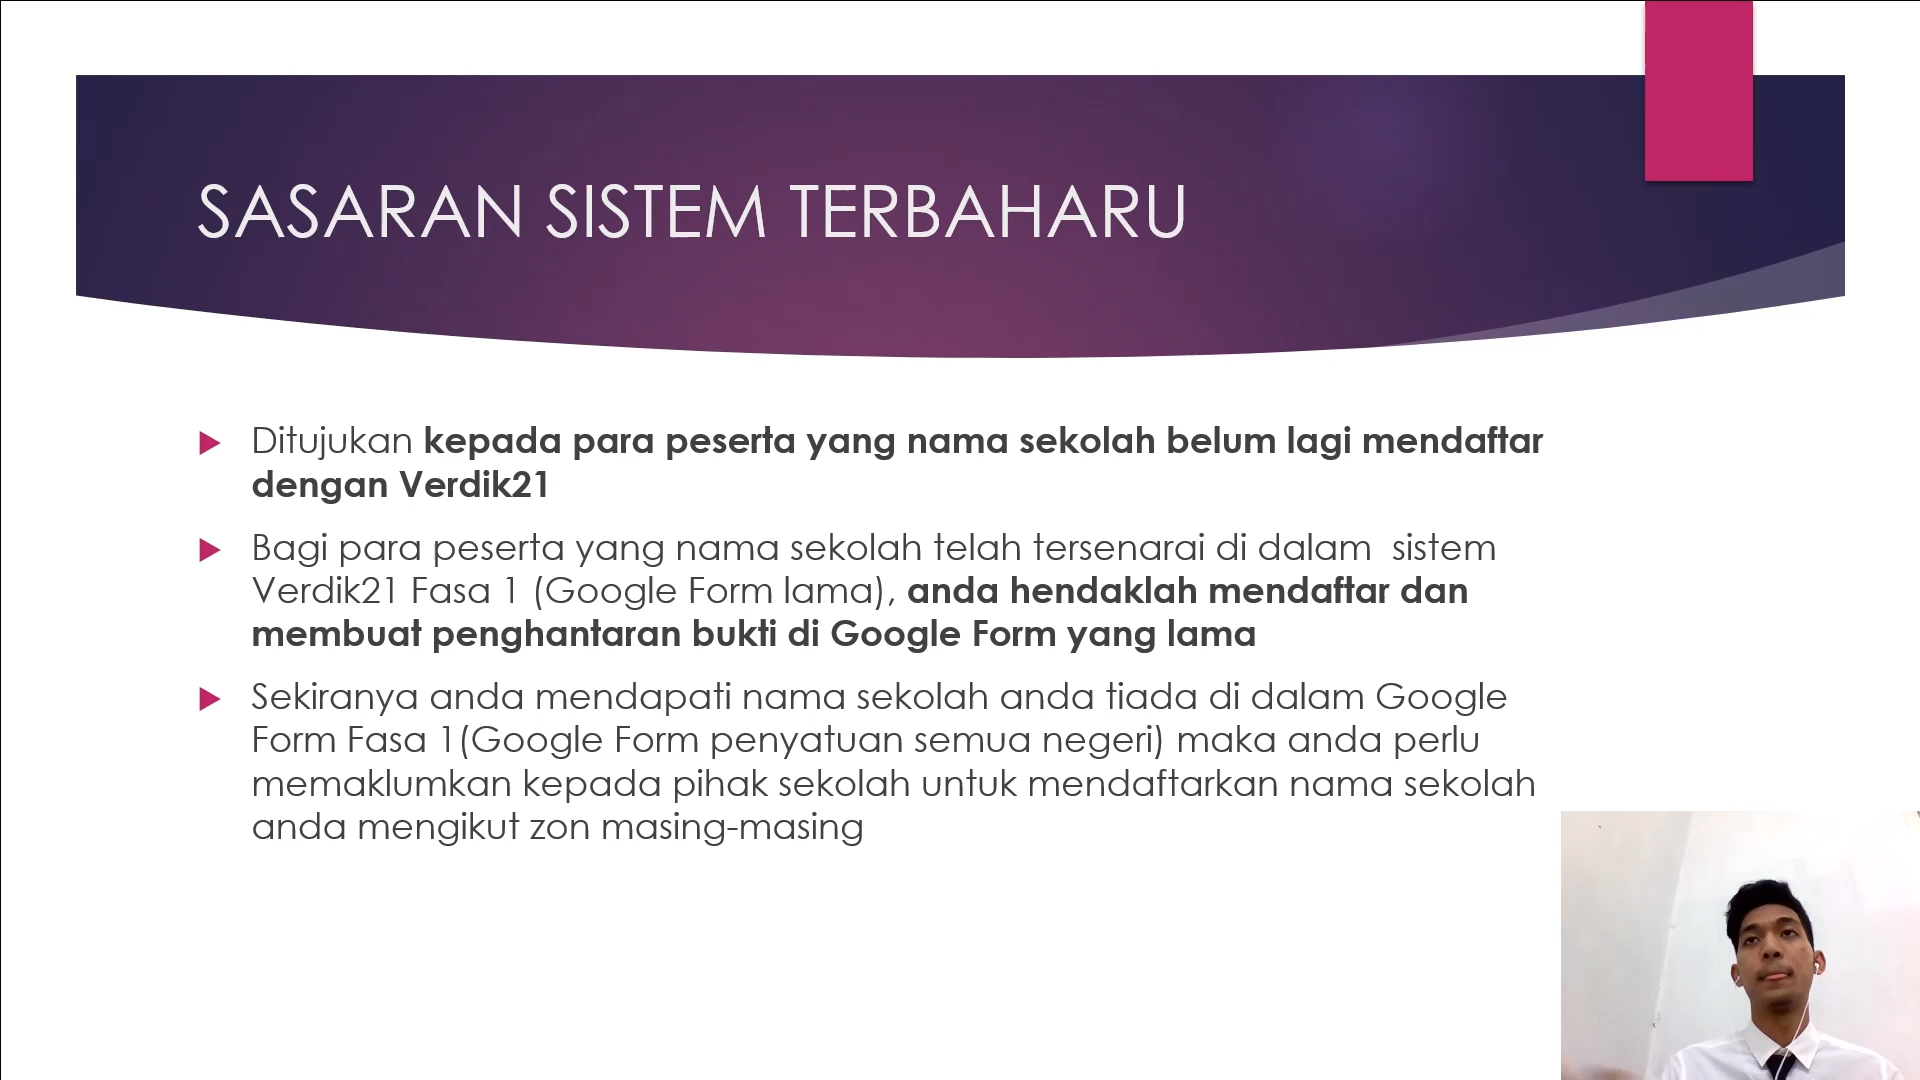 SASARAN SISTEM TERBAHARU
Ditujukan kepada para peserta yang nama sekolah belum lagi mendaftar
dengan Verdik21
Bagi para peserta yang nama sekolah telah tersenarai di dalam  sistem
Verdik21 Fasa 1 (Google Form lama), anda hendaklah mendaftar dan
membuat penghantaran bukti di Google Form yang lama
Sekiranya anda mendapati nama sekolah anda tiada di dalam Google
Form Fasa 1(Google Form penyatuan semua negeri) maka anda perlu
memaklumkan kepada pihak sekolah untuk mendaftarkan nama sekolah
anda mengikut zon masing-masing